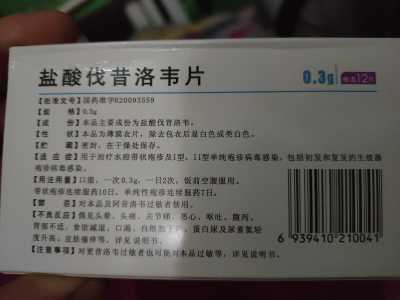 盐酸伐昔洛韦片
0.3g
12片
【批准文号】国药准字H20093559
【规 格】0.3g
【成 份】本品主要成份为盐酸伐昔洛韦。
【性 状】本品为薄膜衣片，除去包衣后显白色或类白色。
【贮 藏】密封，在干燥处保存。
【适 应 症】用于治疗水痘带状疱疹及I型、II型单纯疱疹病毒感染，包括初发和复发的生殖器
疱疹病毒感染。
【用法用量】口服，一次0.3g，一日2次，饭前空腹服用。
带状疱疹连续服药10日。单纯性疱疹连续服药7日。
【禁 忌】对本品及阿昔洛韦过敏者禁用。
【不良反应】偶见头晕、头痛、关节痛、恶心、呕吐、腹泻、
胃部不适、食欲减退、口渴、白细胞下降、蛋白尿及尿素氮轻
度升高、皮肤瘙痒等。详见说明书。
【注意事项】对更昔洛韦过敏者也可能对本品过敏等，详见说明书。
6 939410 210041